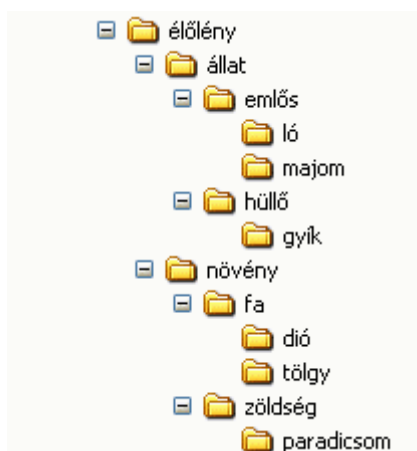 élőlény
állat
emlős
ló
majom
hüllő
gyík
növény
fa
dió
tölgy
zöldség
paradicsom